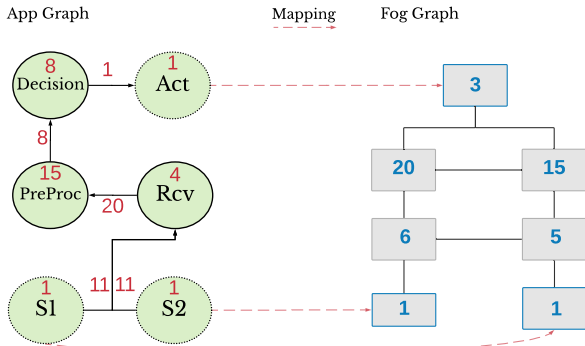 App Graph
Mapping
Fog Graph
8
Decision
1
1
Act
3
8
15
PreProc
20
4
Rcv
20
15
6
5
11
11
1
S1
1
S2
1
1